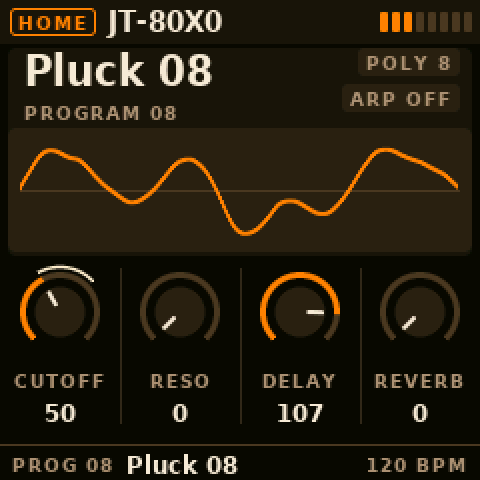 HOME JT-80X0
Pluck 08 POLY 8
PROGRAM 08 ARP OFF
CUTOFF RESO DELAY REVERB
50 0 107 0
PROG 08 Pluck 08 120 BPM